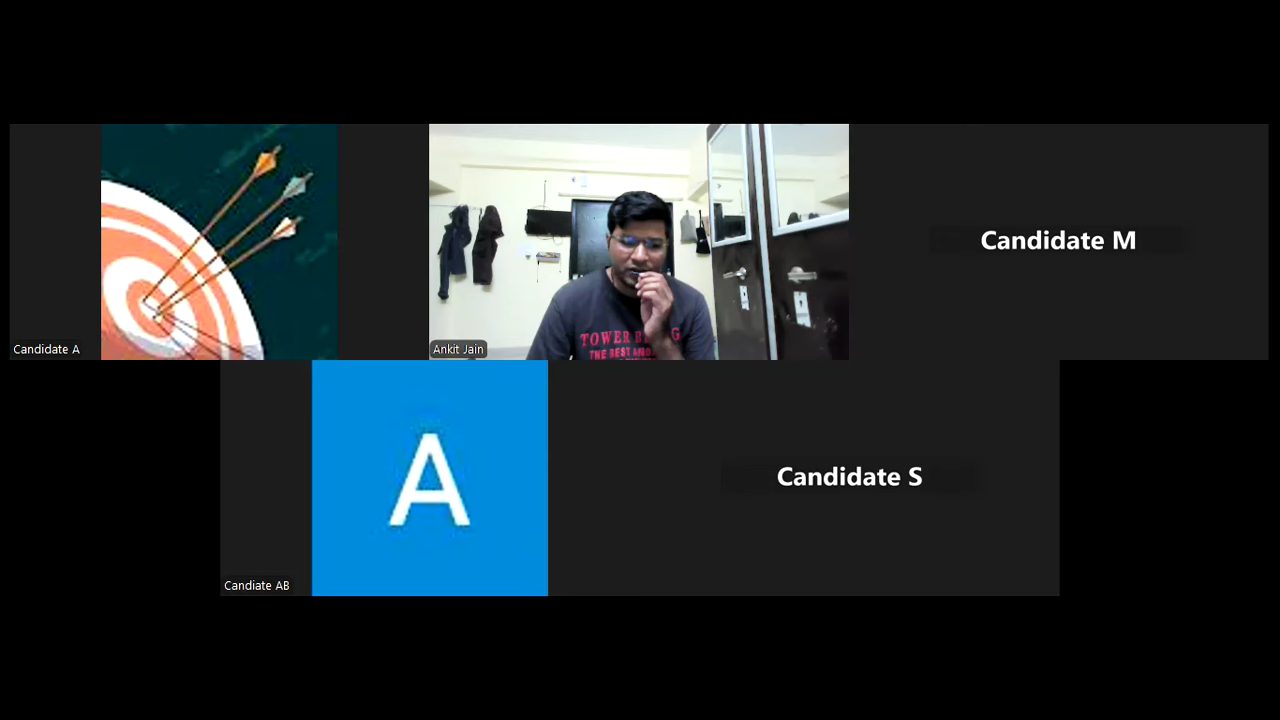 Candidate A
Ankit Jain
TOWER
THE BEST
Candidate M
A
Candiate AB
Candidate S